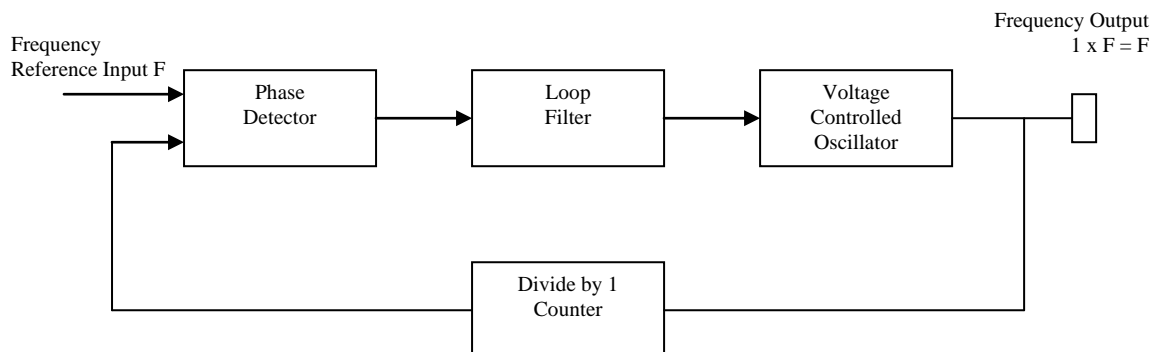 Frequency
Reference Input F
Phase
Detector
Loop
Filter
Voltage
Controlled
Oscillator
Frequency Output
1 x F = F
Divide by 1
Counter